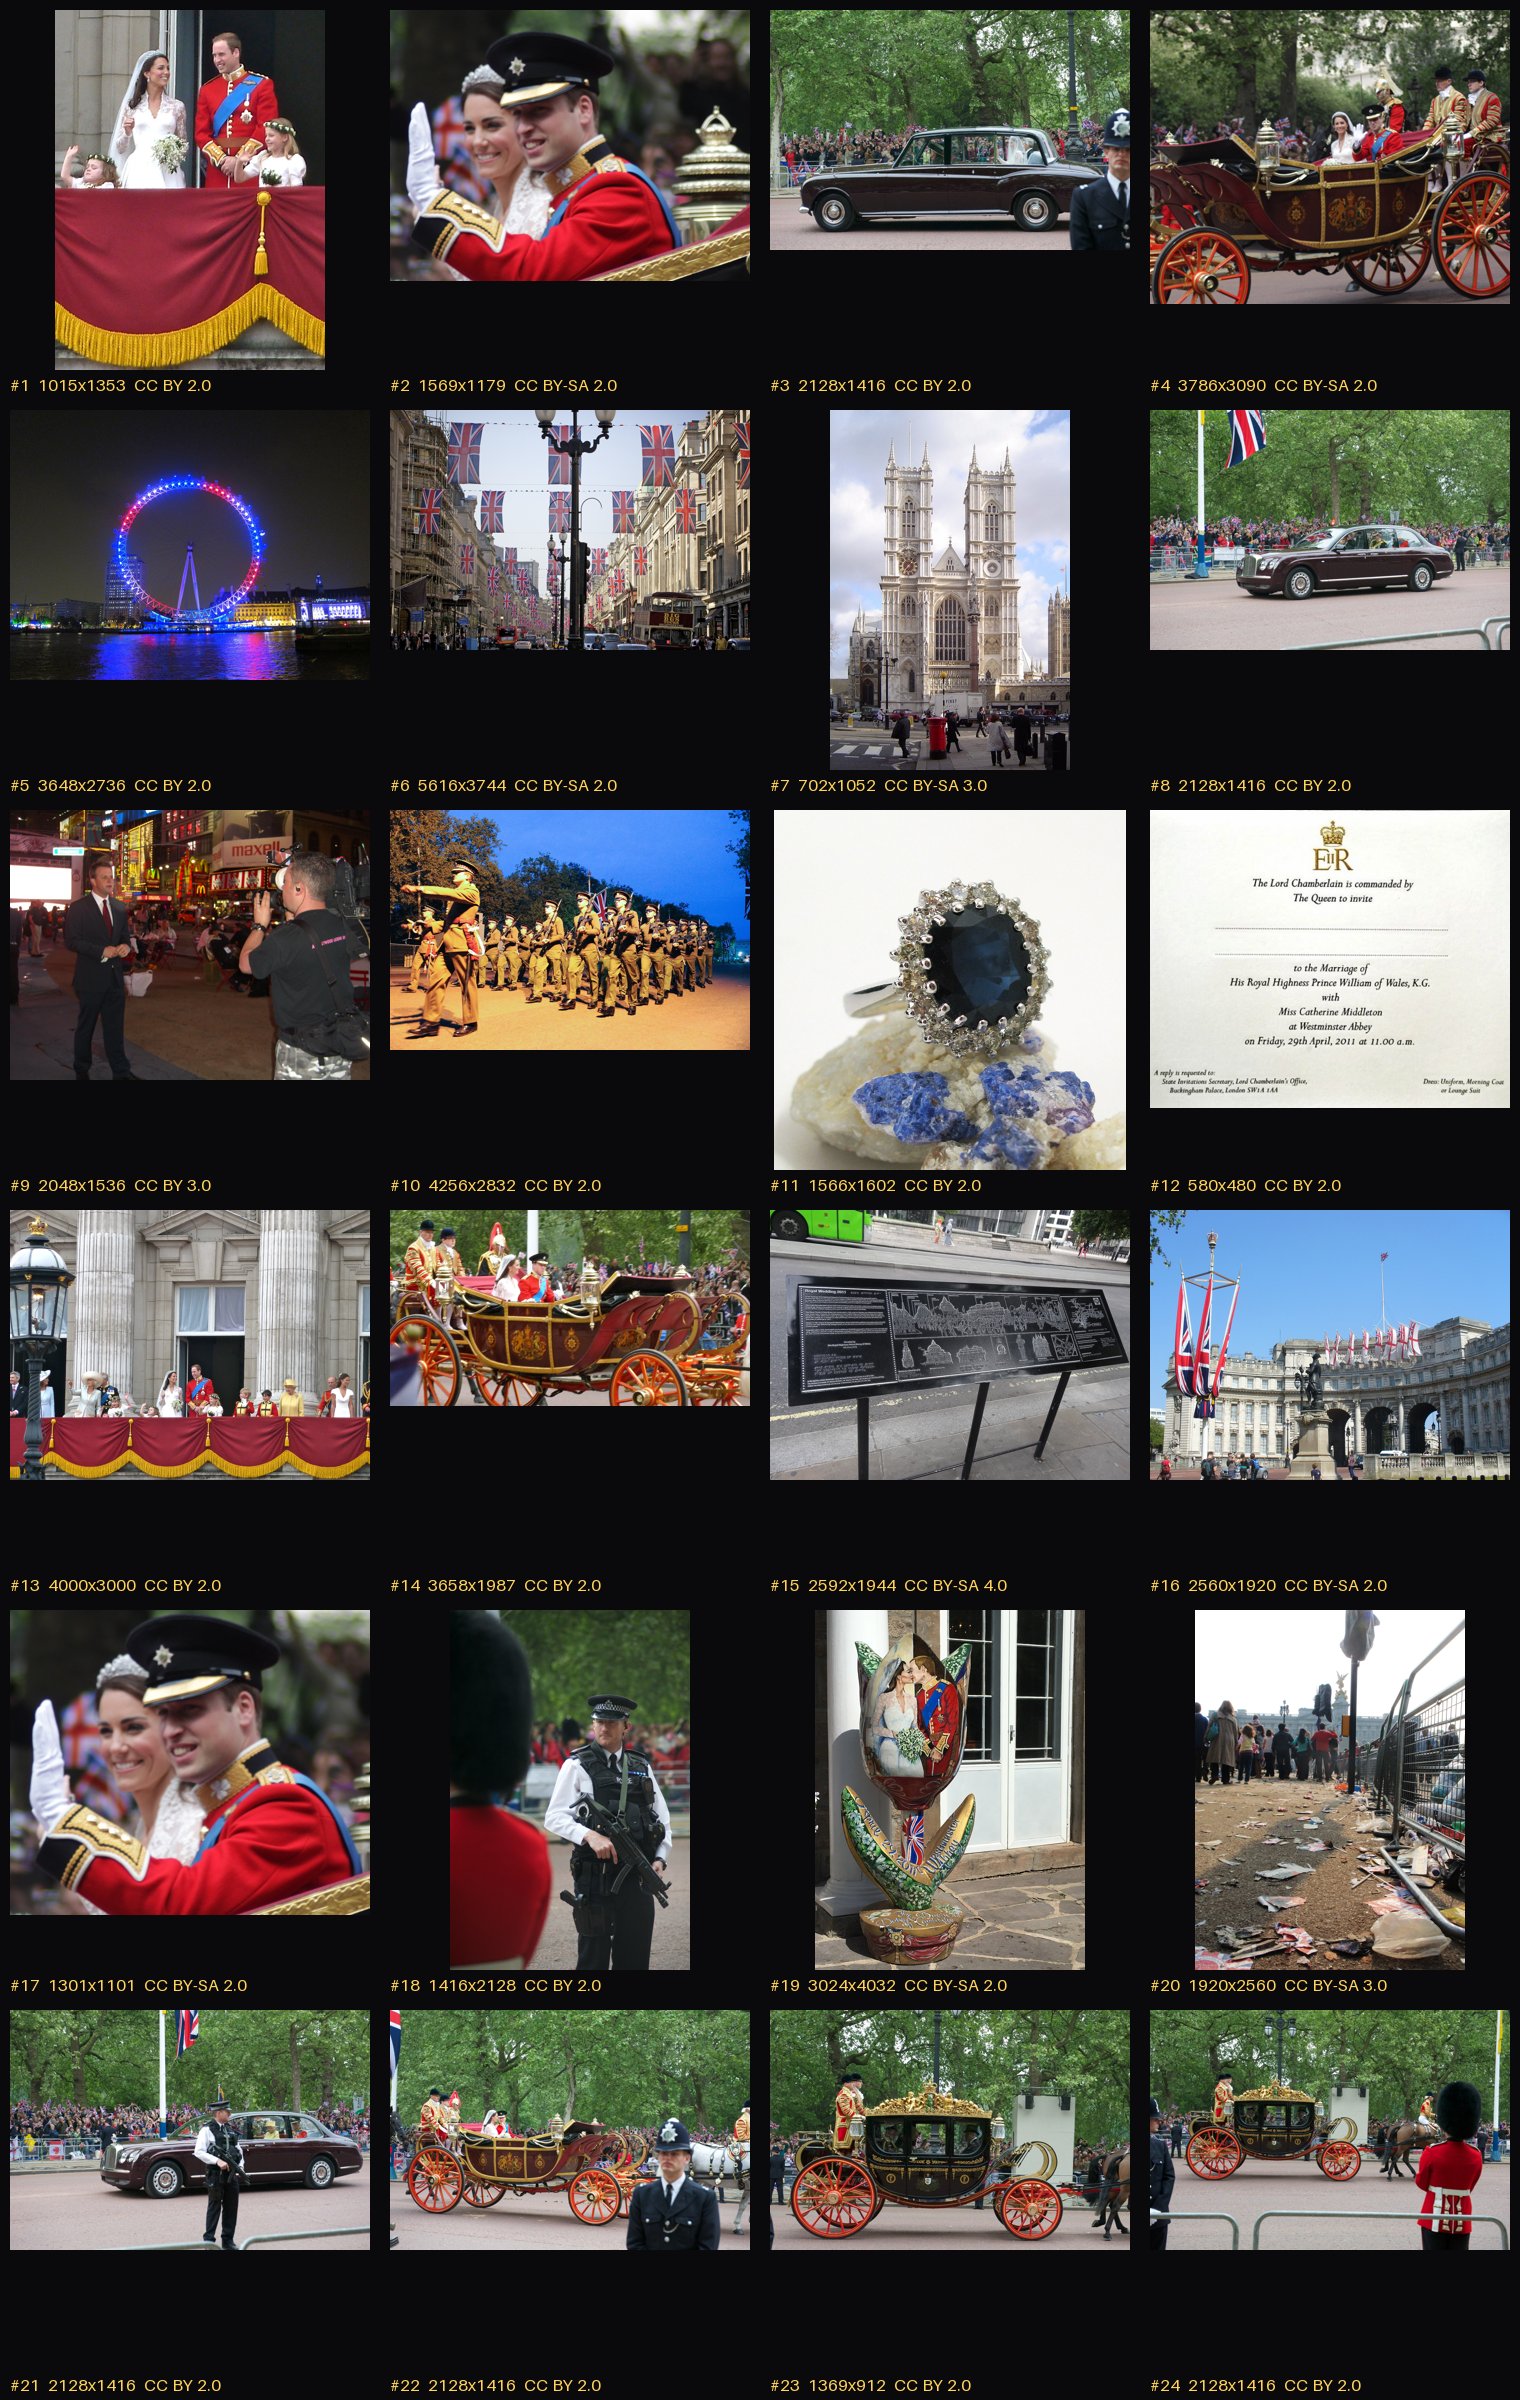 #1 1015x1353 CC BY 2.0
#2 1569x1179 CC BY-SA 2.0
#3 2128x1416 CC BY 2.0
#4 3786x3090 CC BY-SA 2.0
#5 3648x2736 CC BY 2.0
#6 5616x3744 CC BY-SA 2.0
#7 702x1052 CC BY-SA 3.0
#8 2128x1416 CC BY 2.0
maxell
EIIR
The Lord Chamberlain is commanded by
The Queen to invite
to the Marriage of
His Royal Highness Prince William of Wales, K.G.
with
Miss Catherine Middleton
at Westminster Abbey
on Friday, 29th April, 2011 at 11.00 a.m.
A reply is requested to:
State Invitations Secretary, Lord Chamberlain's Office,
Buckingham Palace, London SW1A 1AA
Dress: Uniform, Morning Coat
or Lounge Suit
#9 2048x1536 CC BY 3.0
#10 4256x2832 CC BY 2.0
#11 1566x1602 CC BY 2.0
#12 580x480 CC BY 2.0
Royal Wedding 2011
#13 4000x3000 CC BY 2.0
#14 3658x1987 CC BY 2.0
#15 2592x1944 CC BY-SA 4.0
#16 2560x1920 CC BY-SA 2.0
#17 1301x1101 CC BY-SA 2.0
#18 1416x2128 CC BY 2.0
#19 3024x4032 CC BY-SA 2.0
#20 1920x2560 CC BY-SA 3.0
#21 2128x1416 CC BY 2.0
#22 2128x1416 CC BY 2.0
#23 1369x912 CC BY 2.0
#24 2128x1416 CC BY 2.0